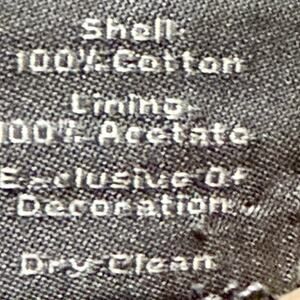 Shell:
100% Cotton
Lining:
100% Acetate
Exclusive Of
Decoration
Dry Clean